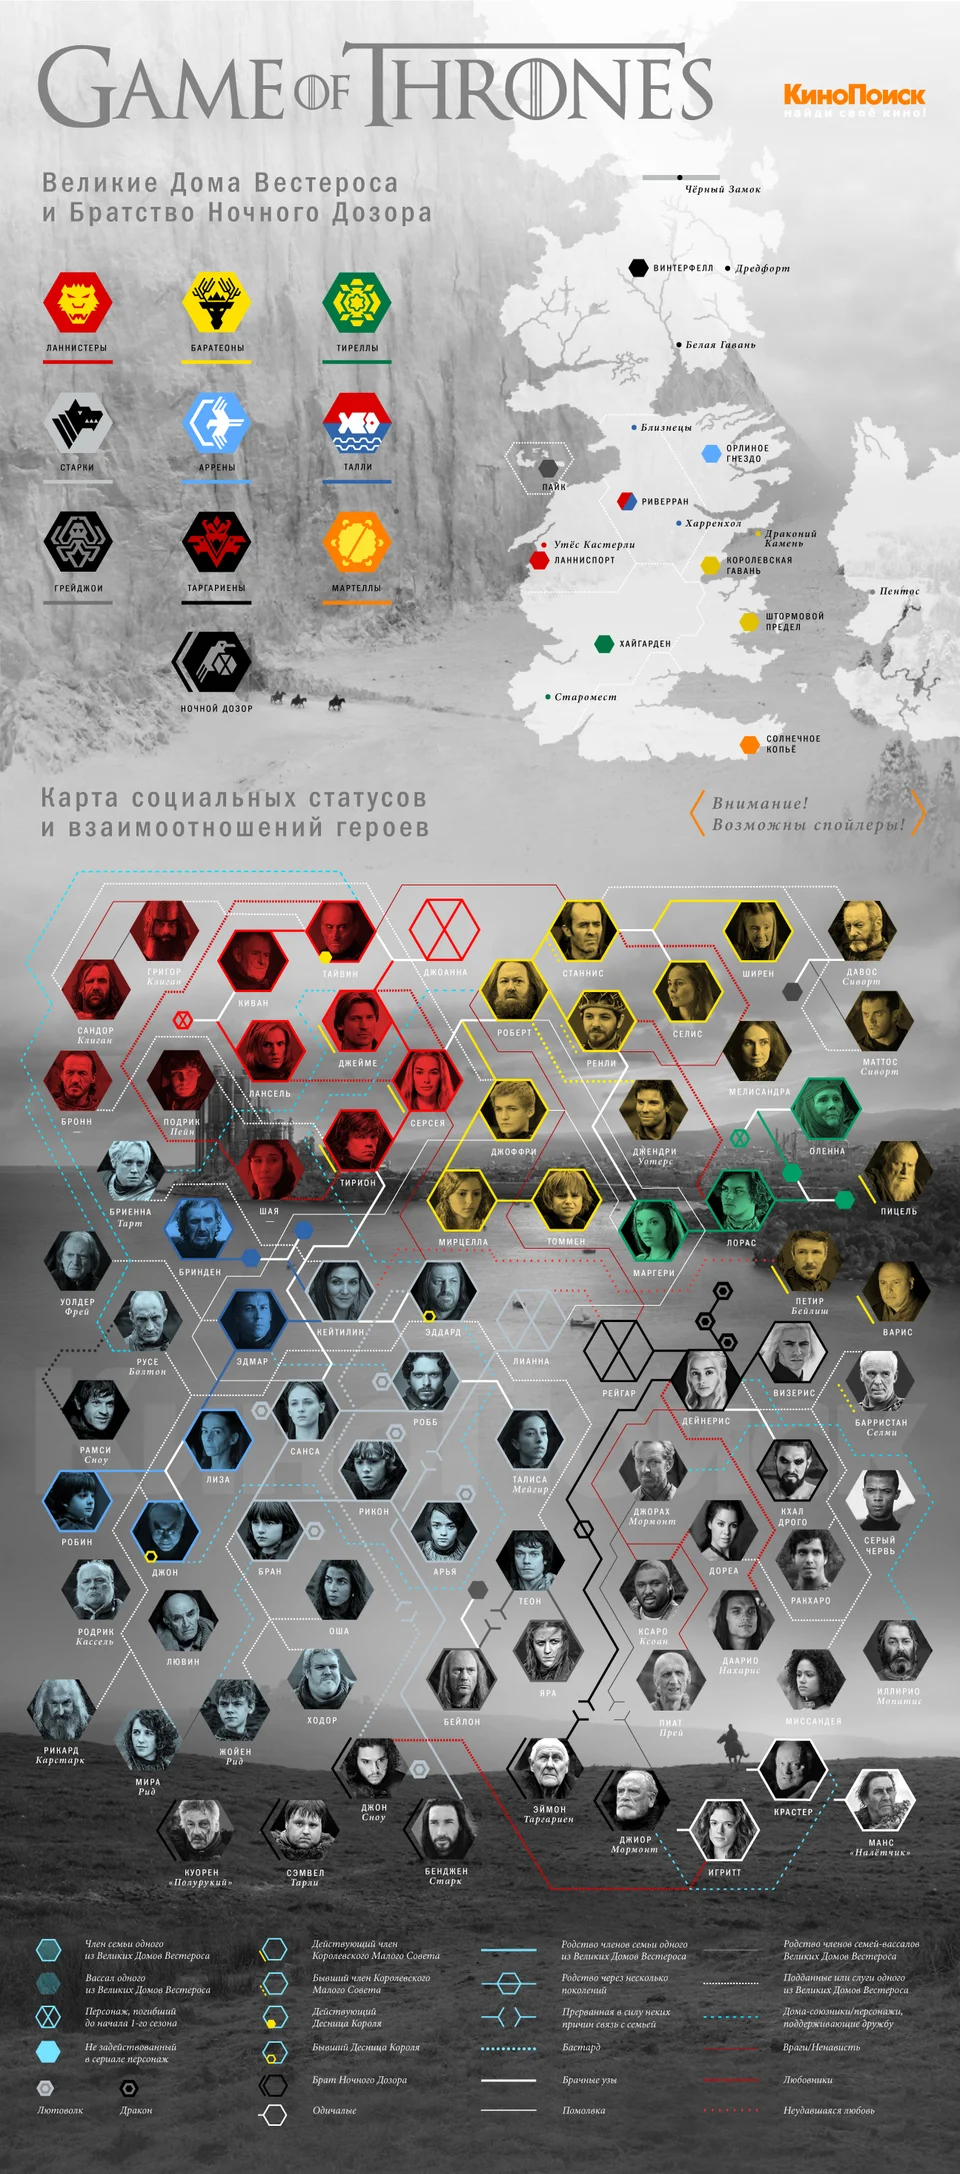 GAME OF THRONES
КиноПоиск
найди своё кино!
Великие Дома Вестероса
и Братство Ночного Дозора
Чёрный Замок
ВИНТЕРФЕЛЛ
Дредфорт
Белая Гавань
Близнецы
ОРЛИНОЕ
ГНЕЗДО
ПАЙК
РИВЕРРАН
Харренхол
Драконий
Камень
Утёс Кастерли
ЛАННИСПОРТ
КОРОЛЕВСКАЯ
ГАВАНЬ
Пентос
ШТОРМОВОЙ
ПРЕДЕЛ
ХАЙГАРДЕН
Старомест
СОЛНЕЧНОЕ
КОПЬЁ
ЛАННИСТЕРЫ
БАРАТЕОНЫ
ТИРЕЛЛЫ
СТАРКИ
АРРЕНЫ
ТАЛЛИ
ГРЕЙДЖОИ
ТАРГАРИЕНЫ
МАРТЕЛЛЫ
НОЧНОЙ ДОЗОР
Карта социальных статусов
и взаимоотношений героев
Внимание!
Возможны спойлеры!
ГРИГОР
Клиган
ТАЙВИН
ДЖОАННА
СТАННИС
ШИРЕН
ДАВОС
Сиворт
САНДОР
Клиган
КИВАН
РОБЕРТ
РЕНЛИ
СЕЛИС
МАТТОС
Сиворт
ДЖЕЙМЕ
БРОНН
—
ПОДРИК
Пейн
ЛАНСЕЛЬ
СЕРСЕЯ
МЕЛИСАНДРА
ДЖОФФРИ
ДЖЕНДРИ
Уотерс
ОЛЕННА
БРИЕННА
Тарт
ШАЯ
—
ТИРИОН
МИРЦЕЛЛА
ТОММЕН
МАРГЕРИ
ЛОРАС
ПИЦЕЛЬ
БРИНДЕН
УОЛДЕР
Фрей
ПЕТИР
Бейлиш
ВАРИС
РУСЕ
Болтон
ЭДМАР
КЕЙТИЛИН
ЭДДАРД
ЛИАННА
РЕЙГАР
ДЕЙНЕРИС
ВИЗЕРИС
БАРРИСТАН
Селми
РАМСИ
Сноу
САНСА
РОББ
ЛИЗА
ТАЛИСА
Мейгир
РИКОН
ДЖОРАХ
Мормонт
КХАЛ
ДРОГО
СЕРЫЙ
ЧЕРВЬ
РОБИН
ДЖОН
БРАН
АРЬЯ
ТЕОН
ДОРЕА
РАКХАРО
РОДРИК
Кассель
ЛЮВИН
ОША
КСАРО
Ксоан
ДААРИО
Нахарис
ИЛЛИРИО
Мопатис
ХОДОР
БЕЙЛОН
ЯРА
ПИАТ
Прей
МИССАНДЕЯ
РИКАРД
Карстарк
МИРА
Рид
ЖОЙЕН
Рид
ДЖОН
Сноу
ЭЙМОН
Таргариен
ДЖИОР
Мормонт
КРАСТЕР
МАНС
«Налётчик»
КУОРЕН
«Полурукий»
СЭМВЕЛ
Тарли
БЕНДЖЕН
Старк
ИГРИТТ
Член семьи одного
из Великих Домов Вестероса
Вассал одного
из Великих Домов Вестероса
Персонаж, погибший
до начала 1-го сезона
Не задействованный
в сериале персонаж
Лютоволк
Дракон
Действующий член
Королевского Малого Совета
Бывший член Королевского
Малого Совета
Действующий
Десница Короля
Бывший Десница Короля
Брат Ночного Дозора
Одичалые
Родство членов семьи одного
из Великих Домов Вестероса
Родство через несколько
поколений
Прерванная в силу неких
причин связь с семьей
Бастард
Брачные узы
Помолвка
Родство членов семей-вассалов
Великих Домов Вестероса
Подданные или слуги одного
из Великих Домов Вестероса
Дома-союзники/персонажи,
поддерживающие дружбу
Враги/Ненависть
Любовники
Неудавшаяся любовь